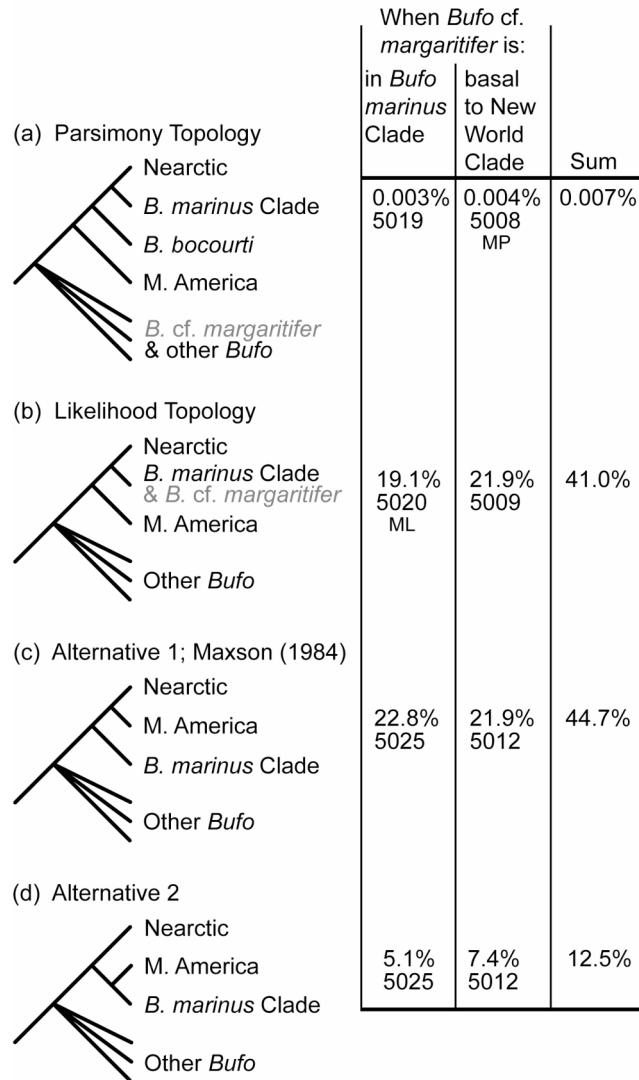 When Bufo cf.
margaritifer is:
in Bufo
marinus
Clade
basal
to New
World
Clade
Sum
(a) Parsimony Topology
Nearctic
B. marinus Clade
B. bocourti
M. America
B. cf. margaritifer
& other Bufo
0.003%
5019
0.004%
5008
MP
0.007%
(b) Likelihood Topology
Nearctic
B. marinus Clade
& B. cf. margaritifer
M. America
Other Bufo
19.1%
5020
ML
21.9%
5009
41.0%
(c) Alternative 1; Maxson (1984)
Nearctic
M. America
B. marinus Clade
Other Bufo
22.8%
5025
21.9%
5012
44.7%
(d) Alternative 2
Nearctic
M. America
B. marinus Clade
Other Bufo
5.1%
5025
7.4%
5012
12.5%